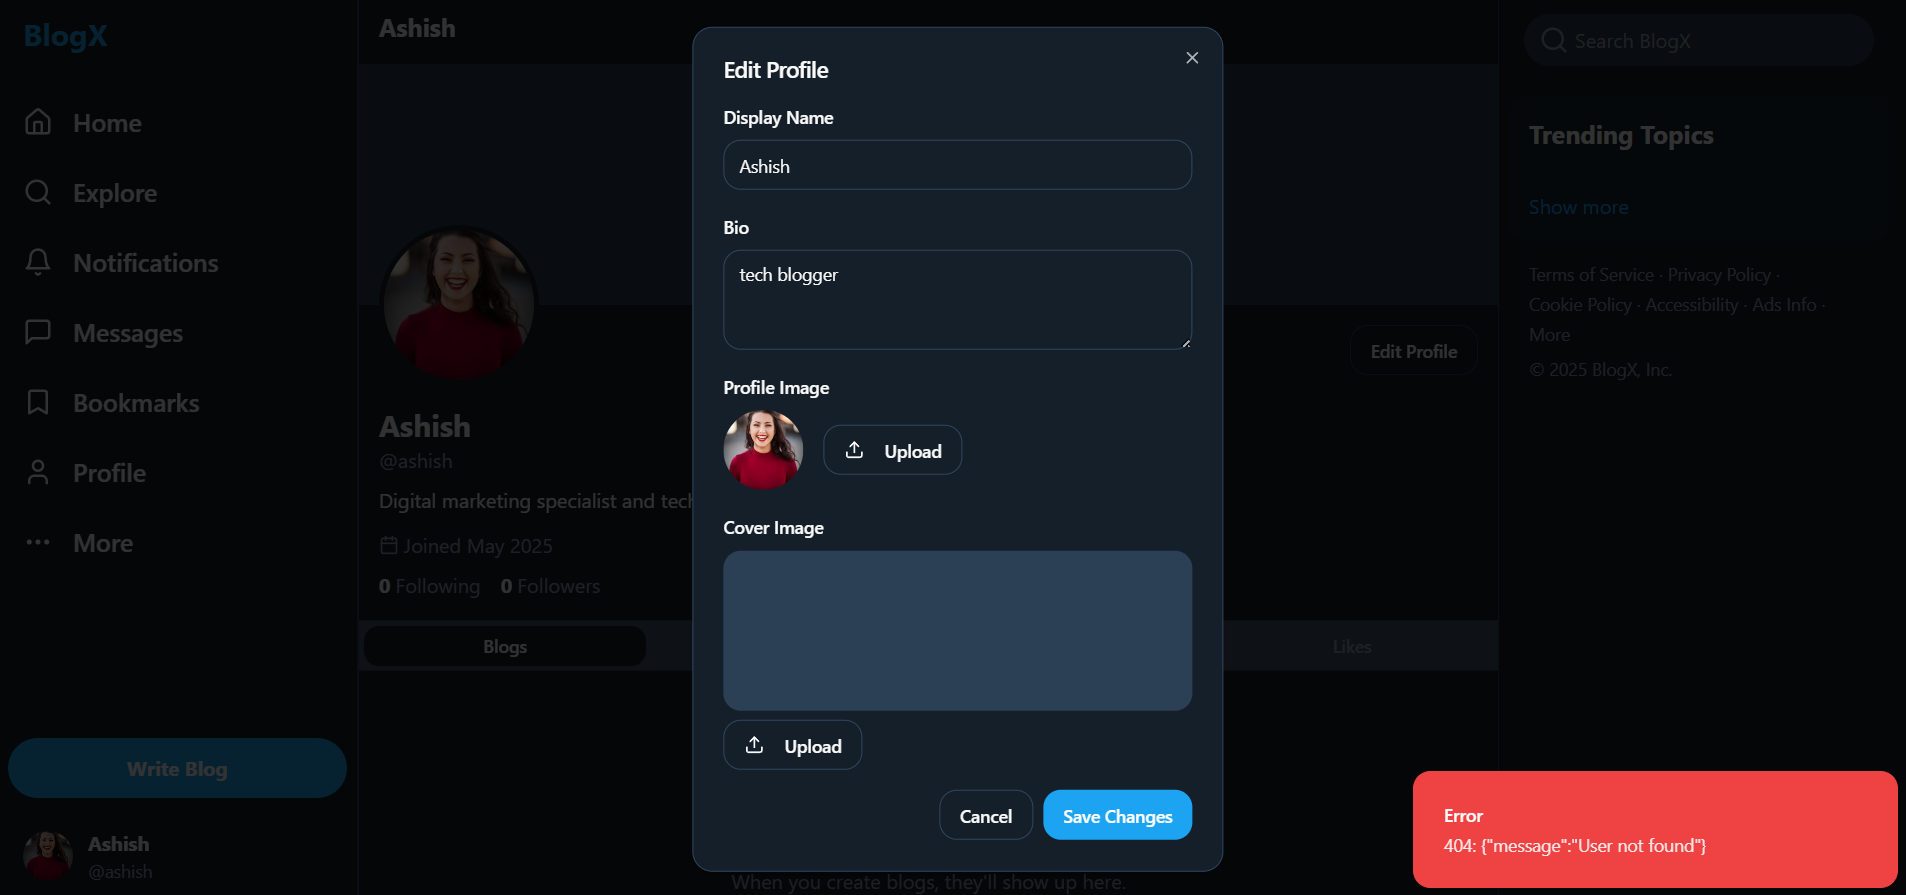 BlogX
Home
Explore
Notifications
Messages
Bookmarks
Profile
More
Write Blog
Ashish
@ashish
Ashish
Ashish
@ashish
Digital marketing specialist and tech
Joined May 2025
0 Following 0 Followers
Edit Profile
Blogs
Likes
When you create blogs, they'll show up here.
Edit Profile
Display Name
Ashish
Bio
tech blogger
Profile Image
Upload
Cover Image
Upload
Cancel
Save Changes
Search BlogX
Trending Topics
Show more
Terms of Service · Privacy Policy ·
Cookie Policy · Accessibility · Ads Info ·
More
© 2025 BlogX, Inc.
Error
404: {"message":"User not found"}